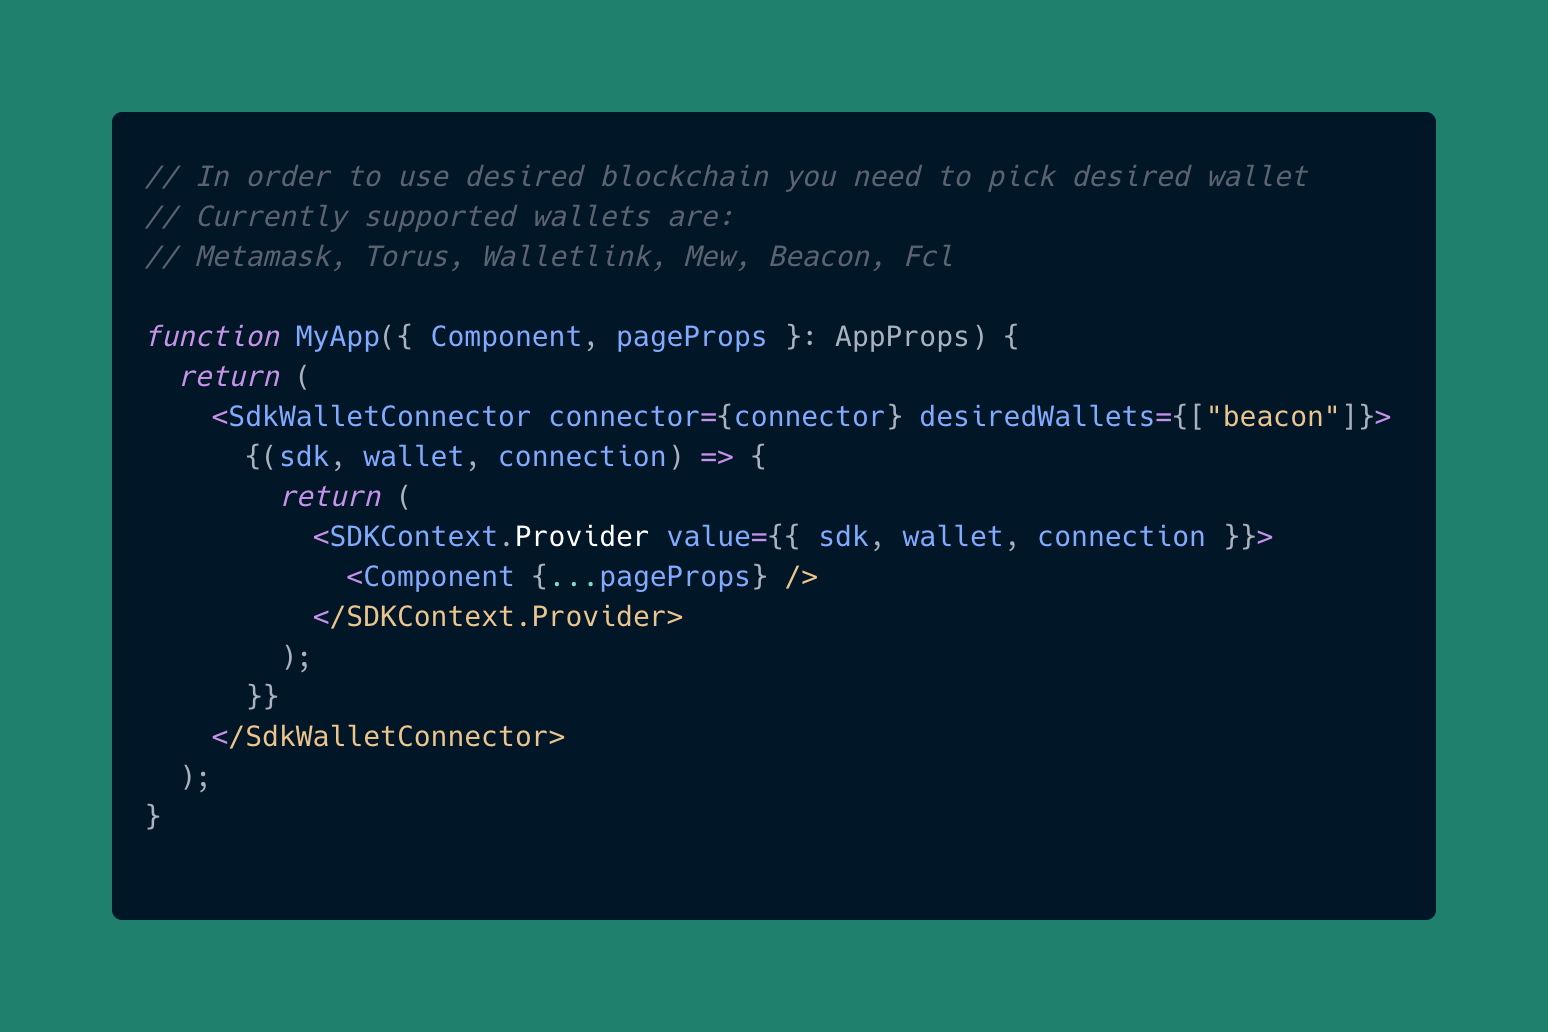 // In order to use desired blockchain you need to pick desired wallet
// Currently supported wallets are:
// Metamask, Torus, Walletlink, Mew, Beacon, Fcl

function MyApp({ Component, pageProps }: AppProps) {
  return (
    <SdkWalletConnector connector={connector} desiredWallets={["beacon"]}>
      {(sdk, wallet, connection) => {
        return (
          <SDKContext.Provider value={{ sdk, wallet, connection }}>
            <Component {...pageProps} />
          </SDKContext.Provider>
        );
      }}
    </SdkWalletConnector>
  );
}